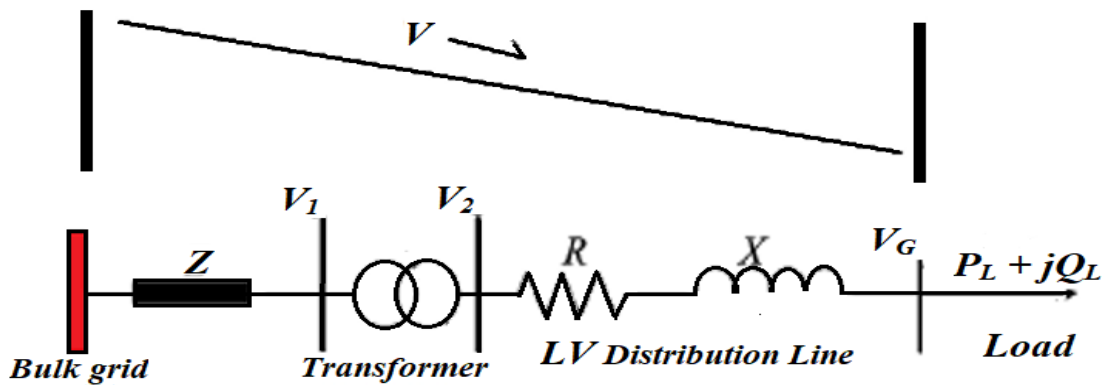 V
V1 V2
Z R X VG PL + jQL
Bulk grid Transformer LV Distribution Line Load